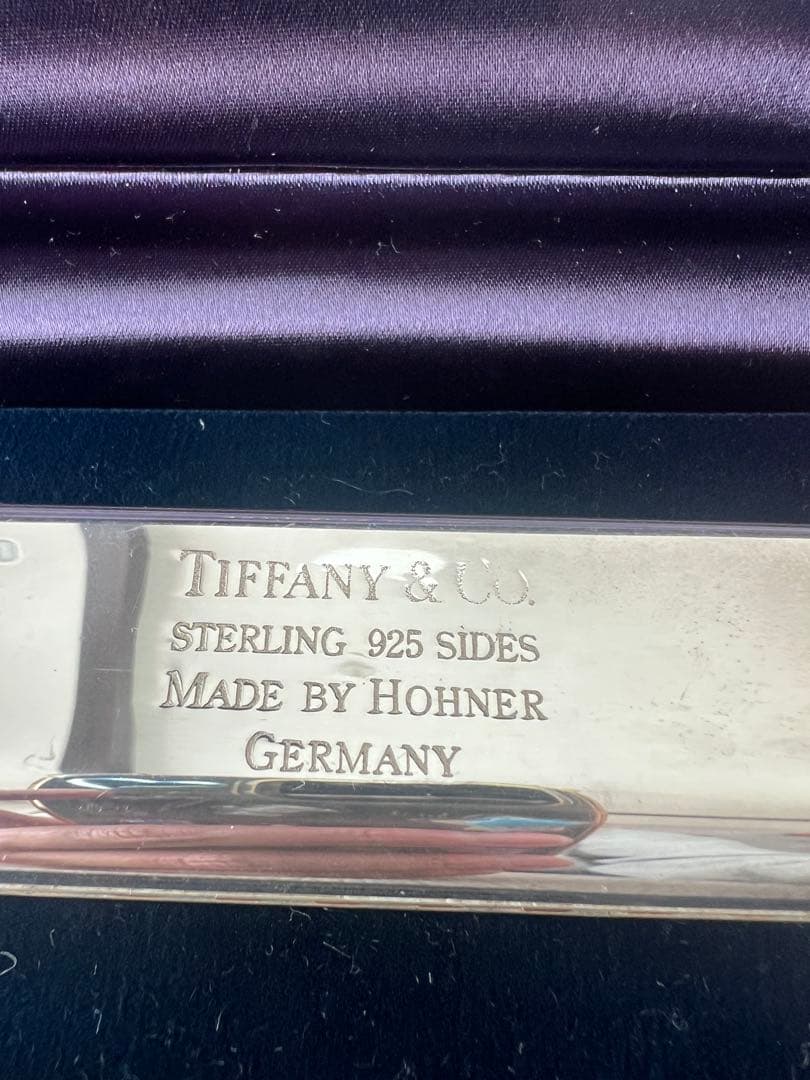 TIFFANY & CO.
STERLING 925 SIDES
MADE BY HOHNER
GERMANY